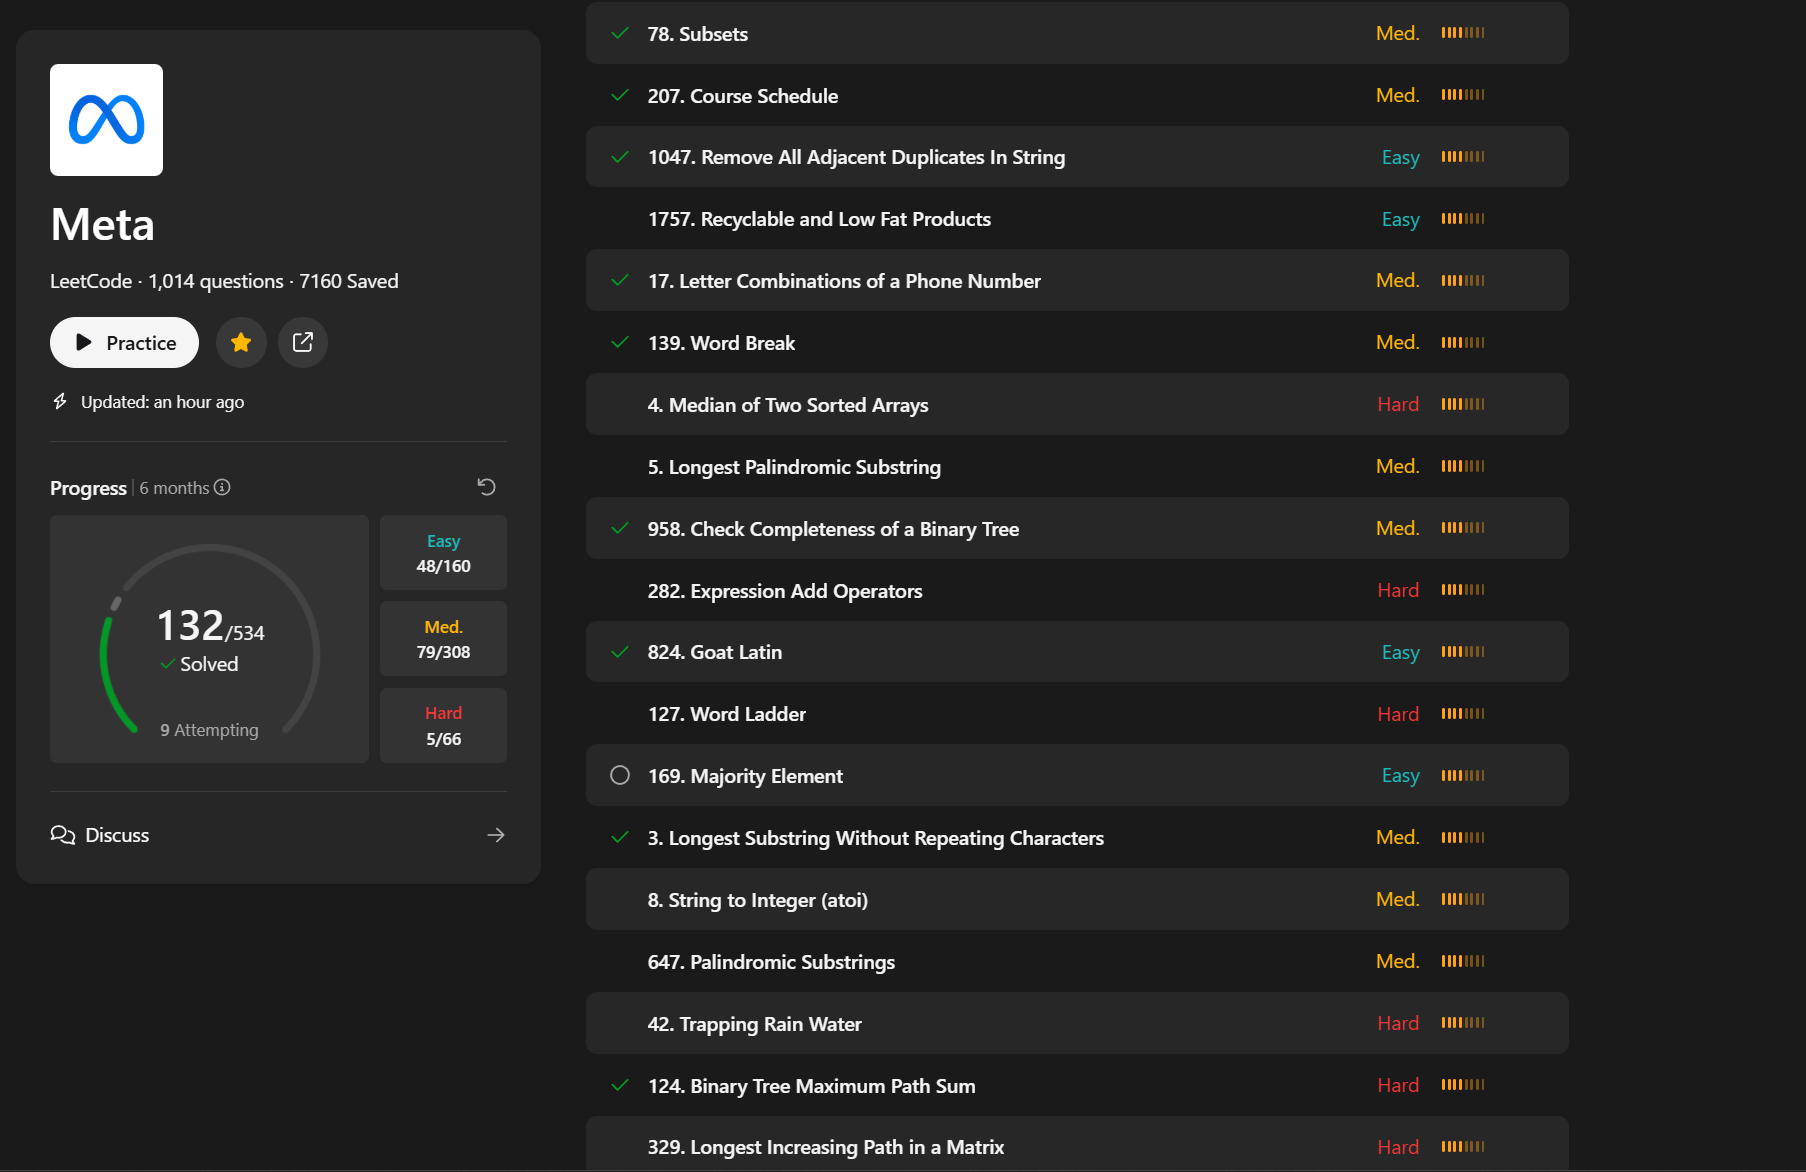 Meta
LeetCode · 1,014 questions · 7160 Saved
Practice
Updated: an hour ago
Progress | 6 months
132/534
Solved
9 Attempting
Easy
48/160
Med.
79/308
Hard
5/66
Discuss
78. Subsets Med.
207. Course Schedule Med.
1047. Remove All Adjacent Duplicates In String Easy
1757. Recyclable and Low Fat Products Easy
17. Letter Combinations of a Phone Number Med.
139. Word Break Med.
4. Median of Two Sorted Arrays Hard
5. Longest Palindromic Substring Med.
958. Check Completeness of a Binary Tree Med.
282. Expression Add Operators Hard
824. Goat Latin Easy
127. Word Ladder Hard
169. Majority Element Easy
3. Longest Substring Without Repeating Characters Med.
8. String to Integer (atoi) Med.
647. Palindromic Substrings Med.
42. Trapping Rain Water Hard
124. Binary Tree Maximum Path Sum Hard
329. Longest Increasing Path in a Matrix Hard